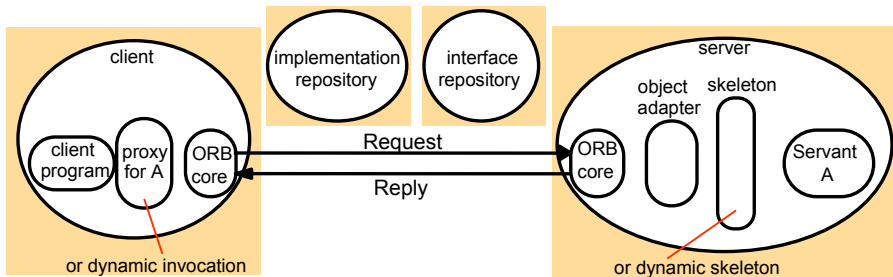 client
implementation
repository
interface
repository
server
object
adapter
skeleton
client
program
proxy
for A
ORB
core
Request
Reply
ORB
core
Servant
A
or dynamic invocation
or dynamic skeleton